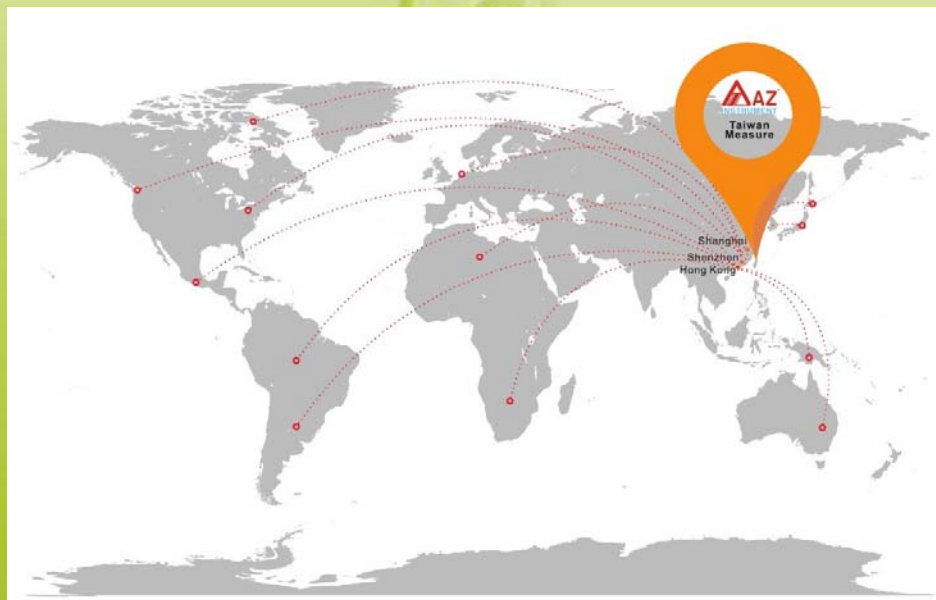 AZ
INSTRUMENT
Taiwan
Measure
Shanghai
Shenzhen
Hong Kong